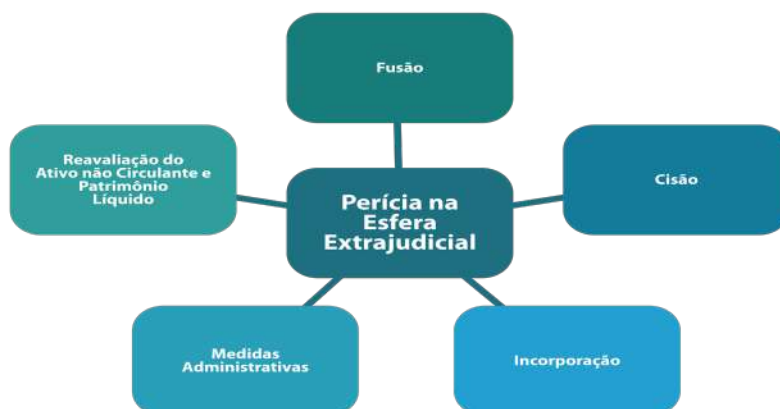 Fusão
Reavaliação do
Ativo não Circulante e
Patrimônio
Líquido
Cisão
Perícia na
Esfera
Extrajudicial
Medidas
Administrativas
Incorporação